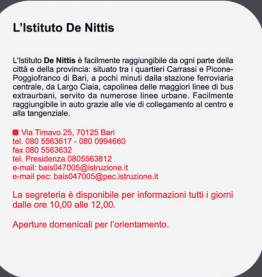 L'Istituto De Nittis
L'Istituto De Nittis è facilmente raggiungibile da ogni parte della
città e della provincia: situato tra i quartieri Carrassi e Picone-
Poggiofranco di Bari, a pochi minuti dalla stazione ferroviaria
centrale, da Largo Ciaia, capolinea delle maggiori linee di bus
extraurbani, servito da numerose linee urbane. Facilmente
raggiungibile in auto grazie alle vie di collegamento al centro e
alla tangenziale.
Via Timavo 25, 70125 Bari
tel. 080 5563617 - 080 0994660
fax 080 5563632
tel. Presidenza 0805563812
e-mail: bais047005@istruzione.it
e-mail pec: bais047005@pec.istruzione.it
La segreteria è disponibile per informazioni tutti i giorni
dalle ore 10,00 alle 12,00.
Aperture domenicali per l'orientamento.